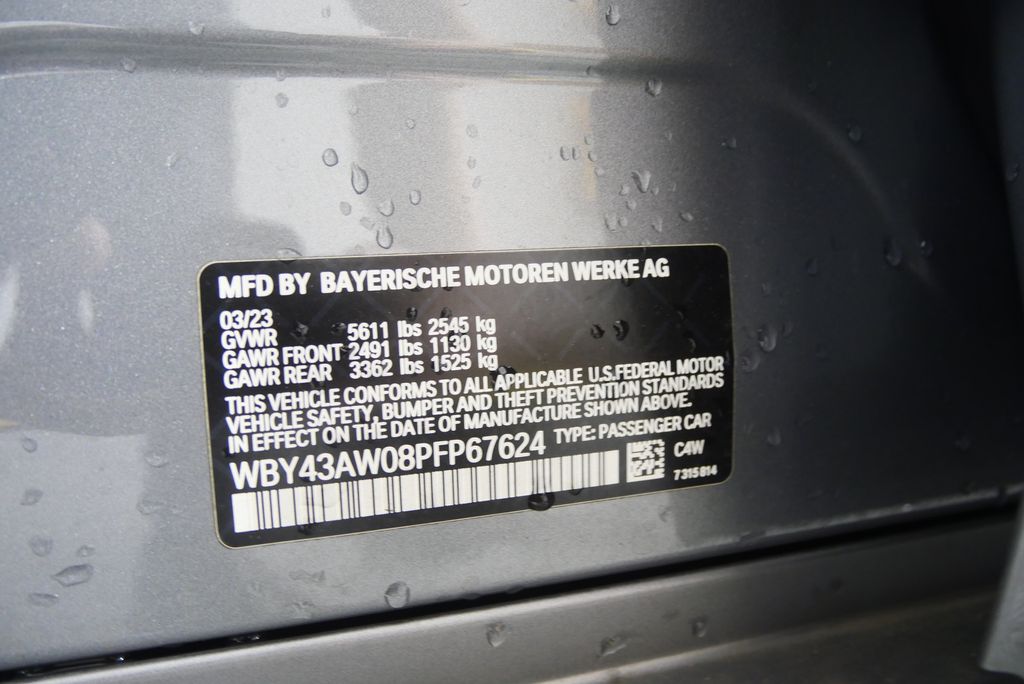 MFD BY BAYERISCHE MOTOREN WERKE AG
03/23
GVWR 5611 lbs 2545 kg
GAWR FRONT 2491 lbs 1130 kg
GAWR REAR 3362 lbs 1525 kg
THIS VEHICLE CONFORMS TO ALL APPLICABLE U.S.FEDERAL MOTOR
VEHICLE SAFETY, BUMPER AND THEFT PREVENTION STANDARDS
IN EFFECT ON THE DATE OF MANUFACTURE SHOWN ABOVE.
WBY43AW08PFP67624 TYPE: PASSENGER CAR
C4W
7315814